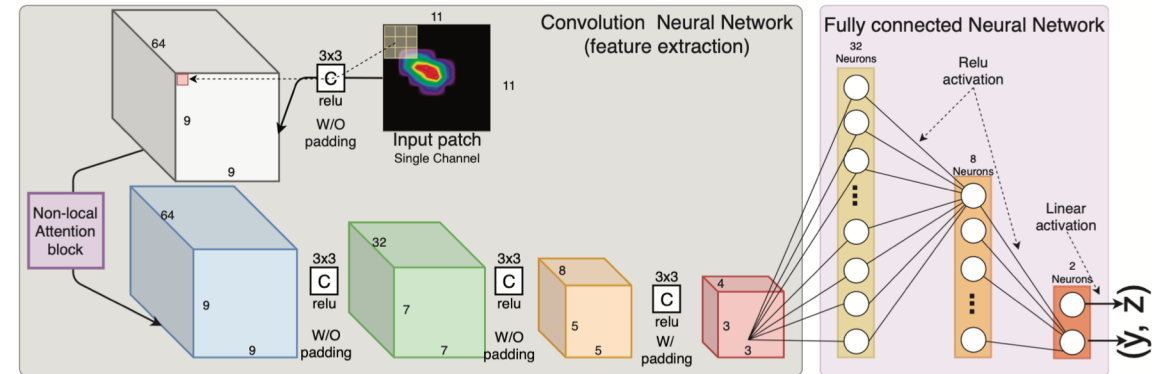 Convolution Neural Network
(feature extraction)
11
11
Input patch
Single Channel
3x3
C
relu
W/O
padding
64
9
9
Non-local
Attention
block
64
9
9
3x3
C
relu
W/O
padding
32
7
7
3x3
C
relu
W/O
padding
8
5
5
3x3
C
relu
W/
padding
4
3
3
Fully connected Neural Network
32
Neurons
Relu
activation
8
Neurons
Linear
activation
2
Neurons
(y, z)